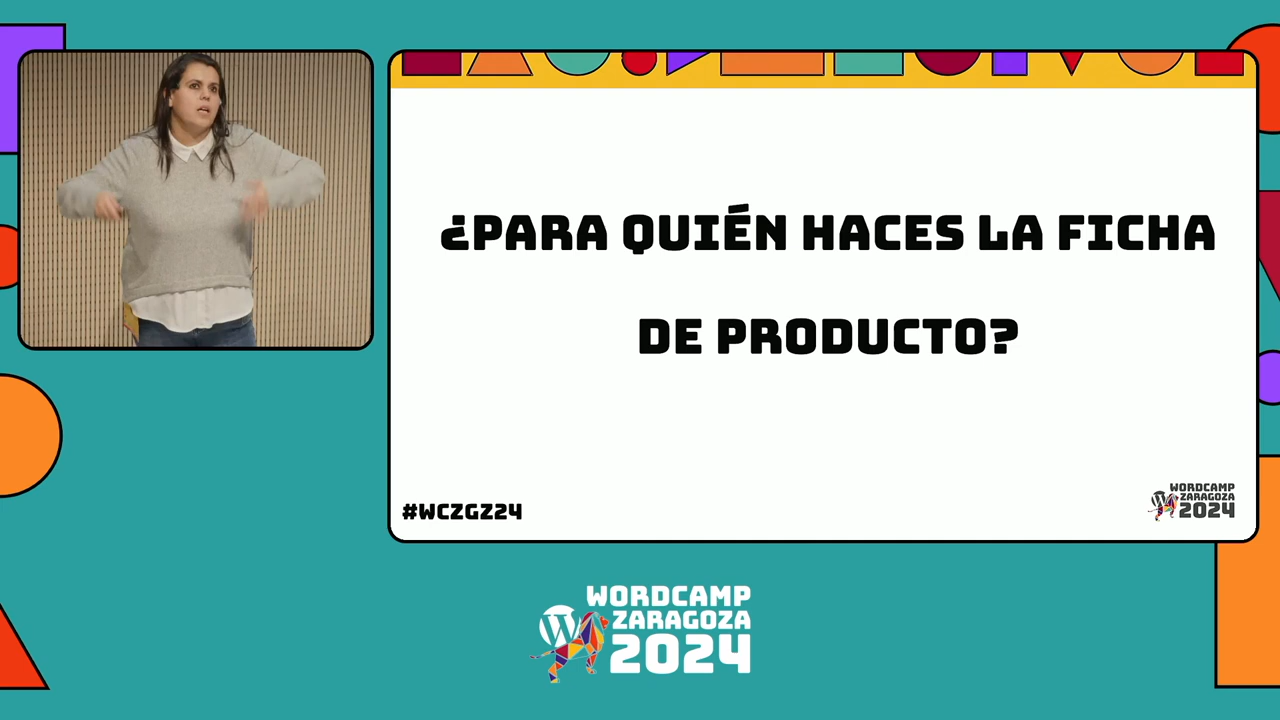 ¿PARA QUIÉN HACES LA FICHA
DE PRODUCTO?
#WCZGZ24
WORDCAMP
ZARAGOZA
2024
WORDCAMP
ZARAGOZA
2024